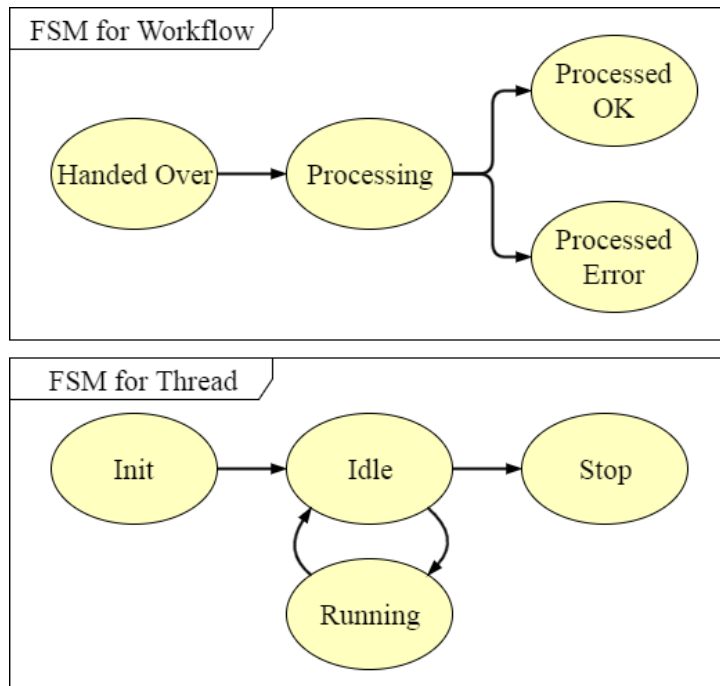 FSM for Workflow
Processed
OK
Handed Over
Processing
Processed
Error
FSM for Thread
Init
Idle
Stop
Running